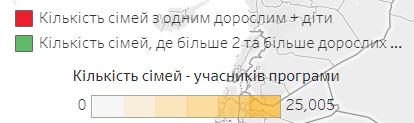 Кількість сімей з одним дорослим + діти
Кількість сімей, де більше 2 та більше дорослих ...
Кількість сімей - учасників програми
0 25,005